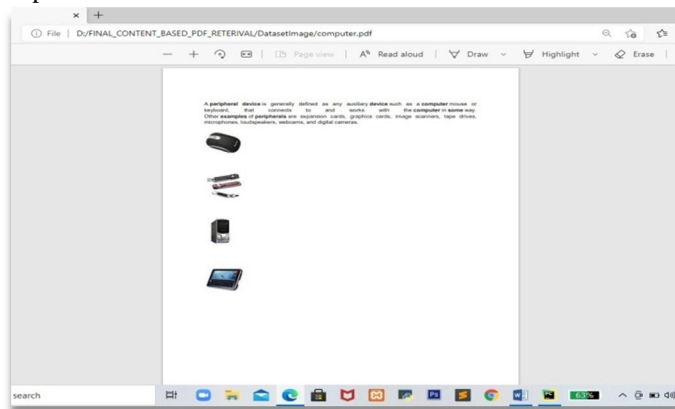 × +
File | D:/FINAL_CONTENT_BASED_PDF_RETERIVAL/DatasetImage/computer.pdf
− + | Page view | A Read aloud | Draw Highlight Erase |
A peripheral device is generally defined as any auxiliary device such as a computer mouse or
keyboard, that connects to and works with the computer in some way.
Other examples of peripherals are expansion cards, graphics cards, image scanners, tape drives,
microphones, loudspeakers, webcams, and digital cameras.
search
Ps
63%